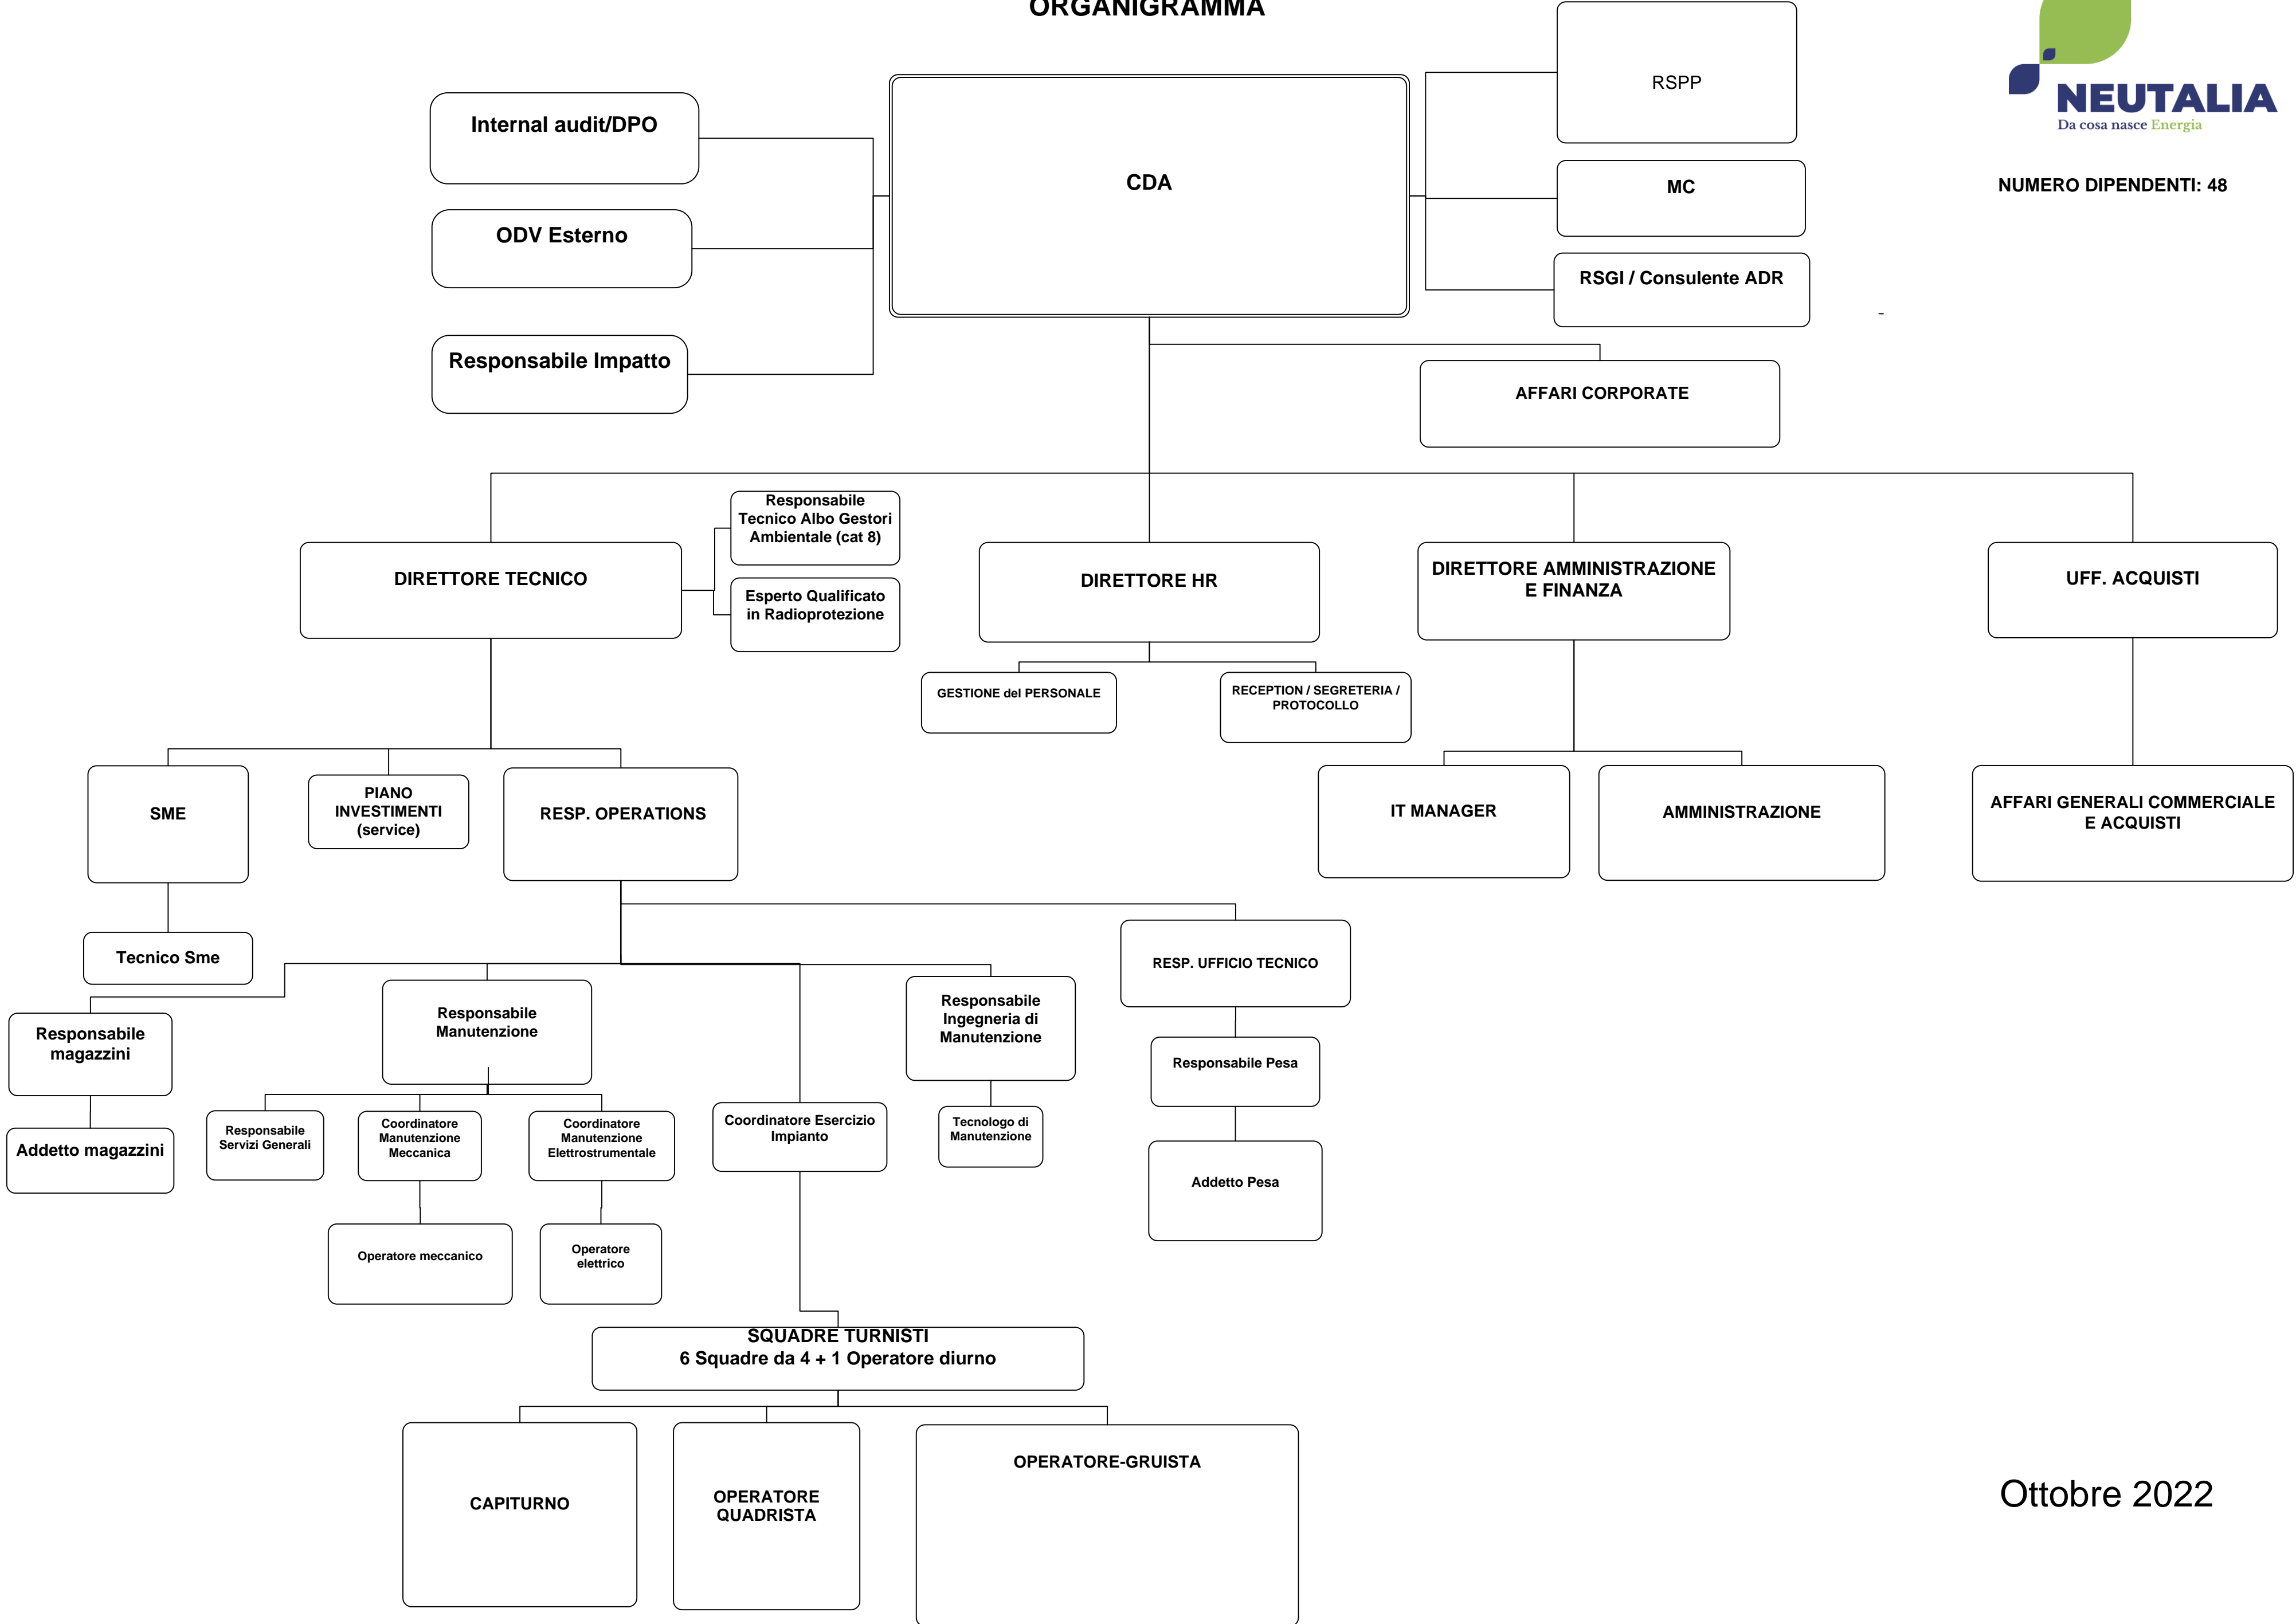 ORGANIGRAMMA
RSPP
Internal audit/DPO
CDA
NEUTALIA
Da cosa nasce Energia
MC
NUMERO DIPENDENTI: 48
ODV Esterno
RSGI / Consulente ADR
-
Responsabile Impatto
AFFARI CORPORATE
Responsabile
Tecnico Albo Gestori
Ambientale (cat 8)
DIRETTORE TECNICO
Esperto Qualificato
in Radioprotezione
DIRETTORE HR
DIRETTORE AMMINISTRAZIONE
E FINANZA
UFF. ACQUISTI
GESTIONE del PERSONALE
RECEPTION / SEGRETERIA /
PROTOCOLLO
SME
PIANO
INVESTIMENTI
(service)
RESP. OPERATIONS
IT MANAGER
AMMINISTRAZIONE
AFFARI GENERALI COMMERCIALE
E ACQUISTI
Tecnico Sme
RESP. UFFICIO TECNICO
Responsabile
magazzini
Responsabile
Manutenzione
Responsabile
Ingegneria di
Manutenzione
Responsabile Pesa
Addetto magazzini
Responsabile
Servizi Generali
Coordinatore
Manutenzione
Meccanica
Coordinatore
Manutenzione
Elettrostrumentale
Coordinatore Esercizio
Impianto
Tecnologo di
Manutenzione
Addetto Pesa
Operatore meccanico
Operatore
elettrico
SQUADRE TURNISTI
6 Squadre da 4 + 1 Operatore diurno
CAPITURNO
OPERATORE
QUADRISTA
OPERATORE-GRUISTA
Ottobre 2022